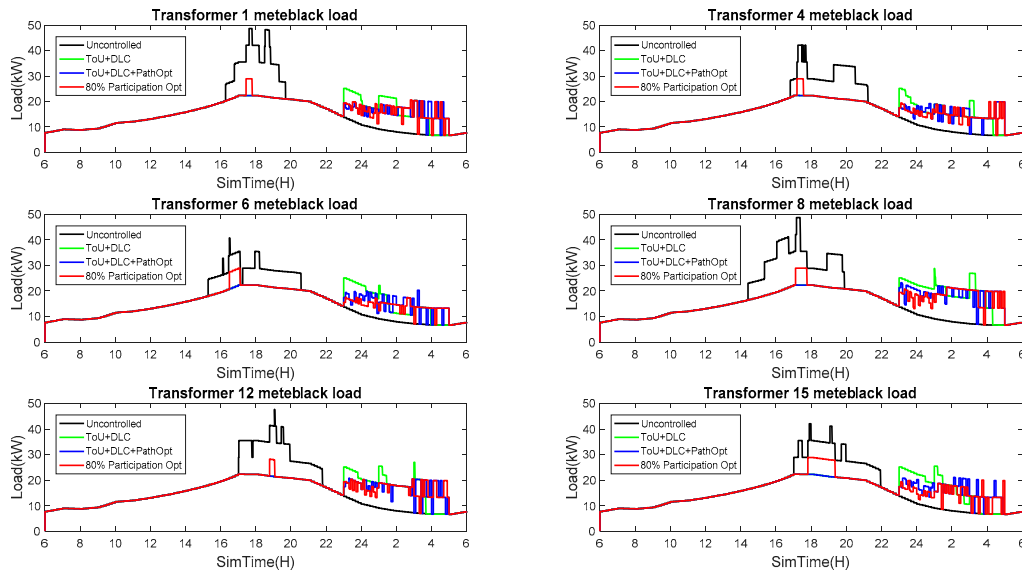 Transformer 1 meteblack load
50
40
30
20
10
0
Load(kW)
Uncontrolled
ToU+DLC
ToU+DLC+PathOpt
80% Participation Opt
6 8 10 12 14 16 18 20 22 24 2 4 6
SimTime(H)
Transformer 4 meteblack load
50
40
30
20
10
0
Load(kW)
Uncontrolled
ToU+DLC
ToU+DLC+PathOpt
80% Participation Opt
6 8 10 12 14 16 18 20 22 24 2 4 6
SimTime(H)
Transformer 6 meteblack load
50
40
30
20
10
0
Load(kW)
Uncontrolled
ToU+DLC
ToU+DLC+PathOpt
80% Participation Opt
6 8 10 12 14 16 18 20 22 24 2 4 6
SimTime(H)
Transformer 8 meteblack load
50
40
30
20
10
0
Load(kW)
Uncontrolled
ToU+DLC
ToU+DLC+PathOpt
80% Participation Opt
6 8 10 12 14 16 18 20 22 24 2 4 6
SimTime(H)
Transformer 12 meteblack load
50
40
30
20
10
0
Load(kW)
Uncontrolled
ToU+DLC
ToU+DLC+PathOpt
80% Participation Opt
6 8 10 12 14 16 18 20 22 24 2 4 6
SimTime(H)
Transformer 15 meteblack load
50
40
30
20
10
0
Load(kW)
Uncontrolled
ToU+DLC
ToU+DLC+PathOpt
80% Participation Opt
6 8 10 12 14 16 18 20 22 24 2 4 6
SimTime(H)